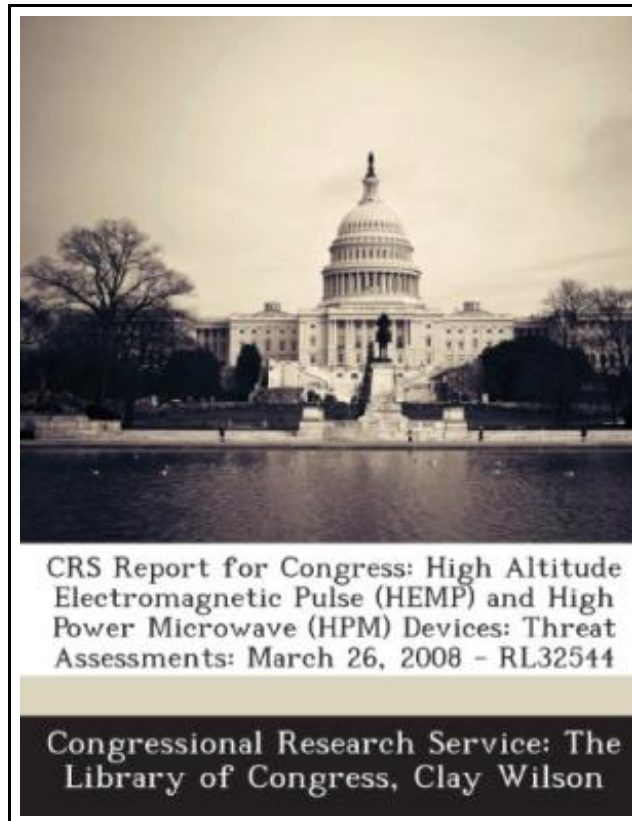 CRS Report for Congress: High Altitude
Electromagnetic Pulse (HEMP) and High
Power Microwave (HPM) Devices: Threat
Assessments: March 26, 2008 - RL32544
Congressional Research Service: The
Library of Congress, Clay Wilson